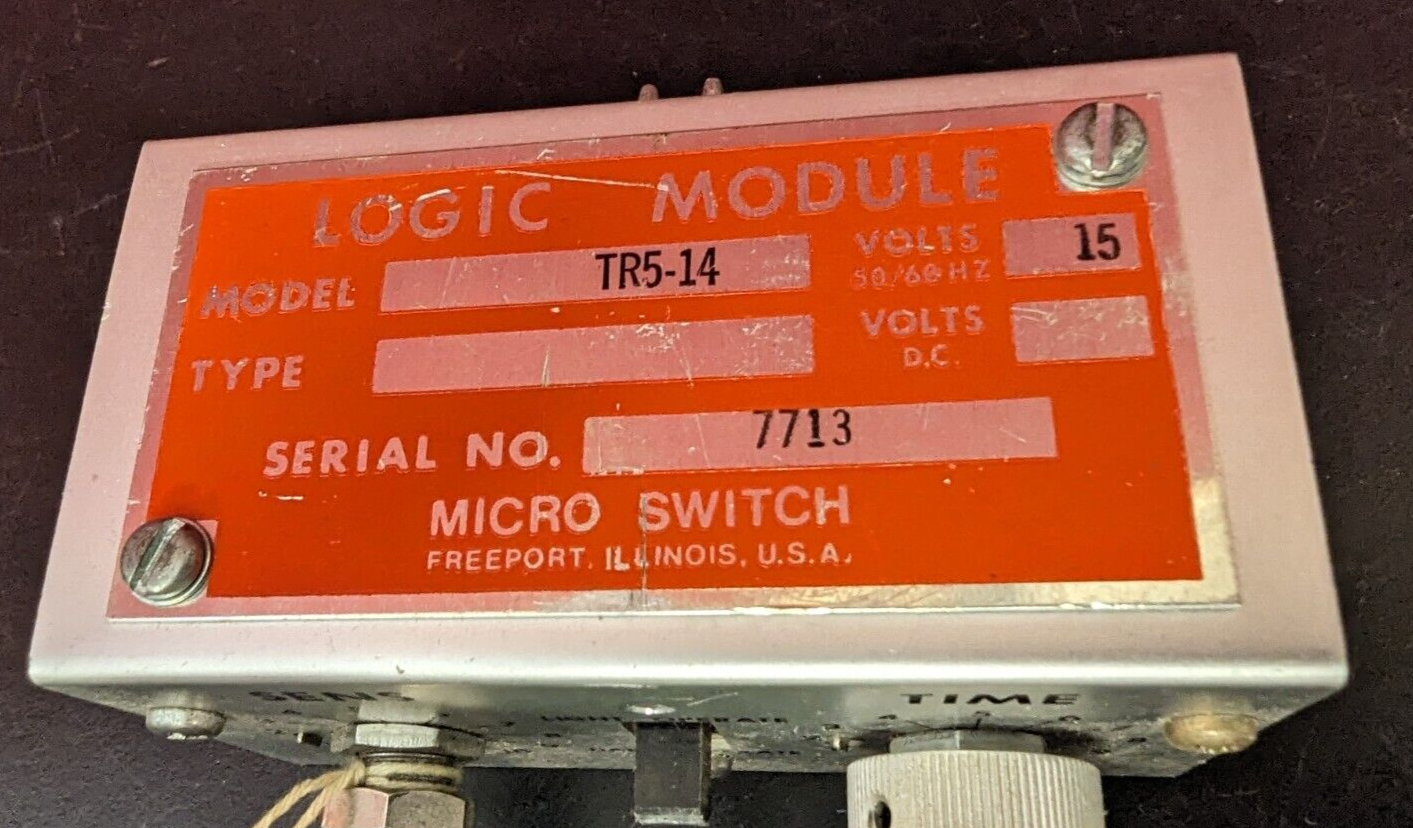 LOGIC MODULE
MODEL TR5-14 VOLTS 50/60 HZ 15
TYPE VOLTS D.C.
SERIAL NO. 7713
MICRO SWITCH
FREEPORT, ILLINOIS, U.S.A.
SENS TIME